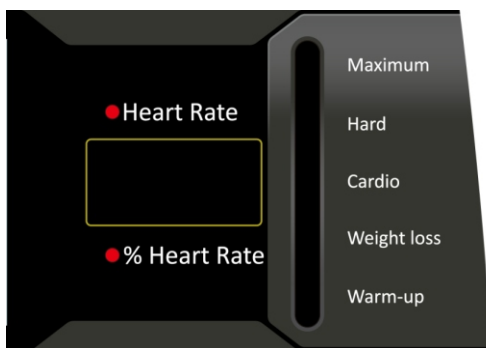 Heart Rate
% Heart Rate
Maximum
Hard
Cardio
Weight loss
Warm-up